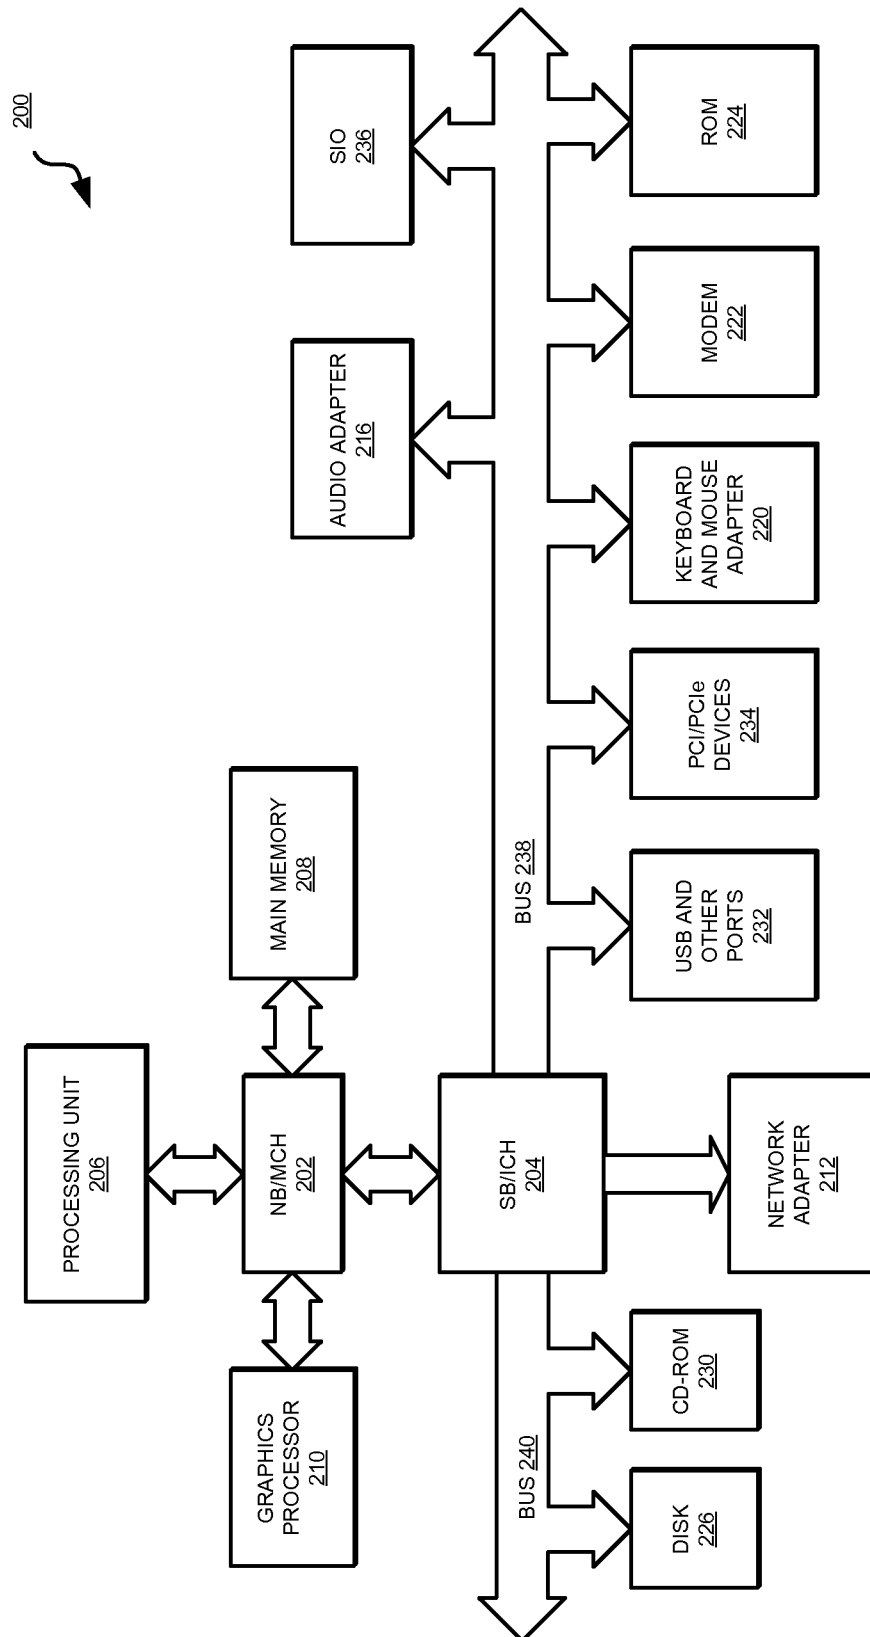 200
PROCESSING UNIT
206
GRAPHICS
PROCESSOR
210
NB/MCH
202
MAIN MEMORY
208
AUDIO ADAPTER
216
SIO
236
SB/ICH
204
BUS 240
BUS 238
DISK
226
CD-ROM
230
NETWORK
ADAPTER
212
USB AND
OTHER
PORTS
232
PCI/PCIe
DEVICES
234
KEYBOARD
AND MOUSE
ADAPTER
220
MODEM
222
ROM
224